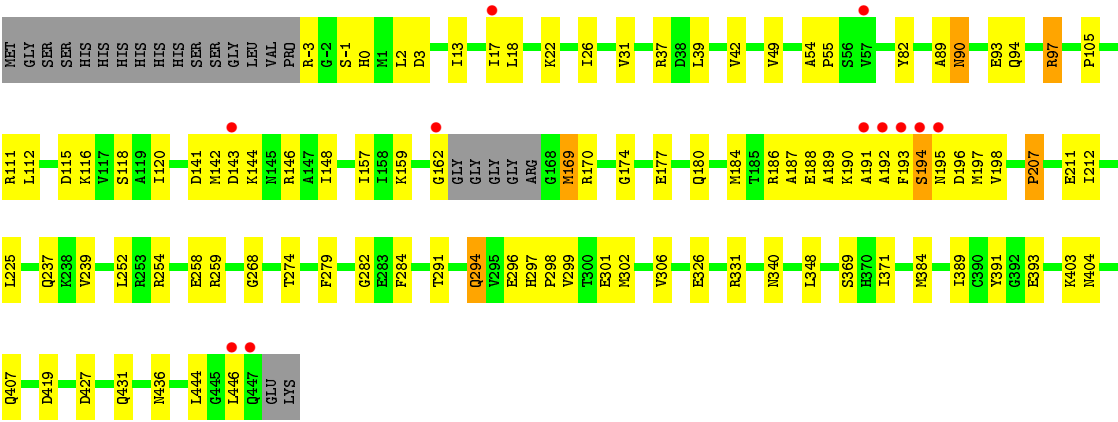 MET GLY SER SER HIS HIS HIS HIS HIS HIS SER SER GLY LEU VAL PRO R-3 G-2 S-1 H0 M1 L2 D3 I13 I17 L18 K22 I26 V31 R37 D38 L39 V42 V49 A54 P55 S56 V57 Y82 A89 N90 E93 Q94 R97 P105
R111 L112 D115 K116 V117 S118 A119 I120 D141 M142 D143 K144 N145 R146 A147 I148 I157 I158 K159 G162 GLY GLY GLY GLY ARG G168 M169 R170 G174 E177 Q180 M184 T185 R186 A187 E188 A189 K190 A191 A192 F193 S194 N195 D196 M197 V198 P207 E211 I212
L225 Q237 K238 V239 L252 R253 R254 E258 R259 G268 T274 F279 G282 E283 F284 T291 Q294 V295 E296 H297 P298 V299 T300 E301 M302 V306 E326 R331 N340 L348 S369 H370 I371 M384 I389 C390 Y391 G392 E393 K403 N404
Q407 D419 D427 Q431 N436 L444 G445 L446 Q447 GLU LYS